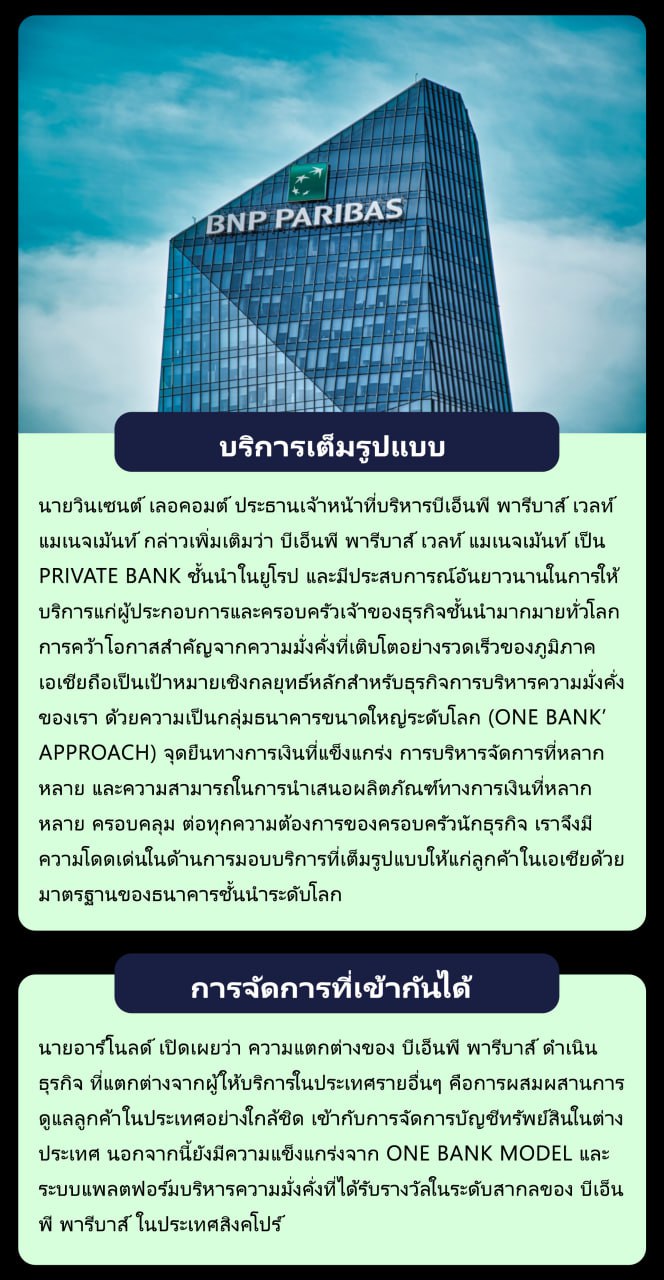 BNP PARIBAS
บริการเต็มรูปแบบ
นายวินเซนต์ เลอคอมต์ ประธานเจ้าหน้าที่บริหารบีเอ็นพี พารีบาส์ เวลท์
แมเนจเม้นท์ กล่าวเพิ่มเติมว่า บีเอ็นพี พารีบาส์ เวลท์ แมเนจเม้นท์ เป็น
PRIVATE BANK ชั้นนำในยุโรป และมีประสบการณ์อันยาวนานในการให้
บริการแก่ผู้ประกอบการและครอบครัวเจ้าของธุรกิจชั้นนำมากมายทั่วโลก
การคว้าโอกาสสำคัญจากความมั่งคั่งที่เติบโตอย่างรวดเร็วของภูมิภาค
เอเชียถือเป็นเป้าหมายเชิงกลยุทธ์หลักสำหรับธุรกิจการบริหารความมั่งคั่ง
ของเรา ด้วยความเป็นกลุ่มธนาคารขนาดใหญ่ระดับโลก (ONE BANK’
APPROACH) จุดยืนทางการเงินที่แข็งแกร่ง การบริหารจัดการที่หลาก
หลาย และความสามารถในการนำเสนอผลิตภัณฑ์ทางการเงินที่หลาก
หลาย ครอบคลุม ต่อทุกความต้องการของครอบครัวนักธุรกิจ เราจึงมี
ความโดดเด่นในด้านการมอบบริการที่เต็มรูปแบบให้แก่ลูกค้าในเอเชียด้วย
มาตรฐานของธนาคารชั้นนำระดับโลก
การจัดการที่เข้ากันได้
นายอาร์โนลด์ เปิดเผยว่า ความแตกต่างของ บีเอ็นพี พารีบาส์ ดำเนิน
ธุรกิจ ที่แตกต่างจากผู้ให้บริการในประเทศรายอื่นๆ คือการผสมผสานการ
ดูแลลูกค้าในประเทศอย่างใกล้ชิด เข้ากับการจัดการบัญชีทรัพย์สินในต่าง
ประเทศ นอกจากนี้ยังมีความแข็งแกร่งจาก ONE BANK MODEL และ
ระบบแพลตฟอร์มบริหารความมั่งคั่งที่ได้รับรางวัลในระดับสากลของ บีเอ็น
พี พารีบาส์ ในประเทศสิงคโปร์